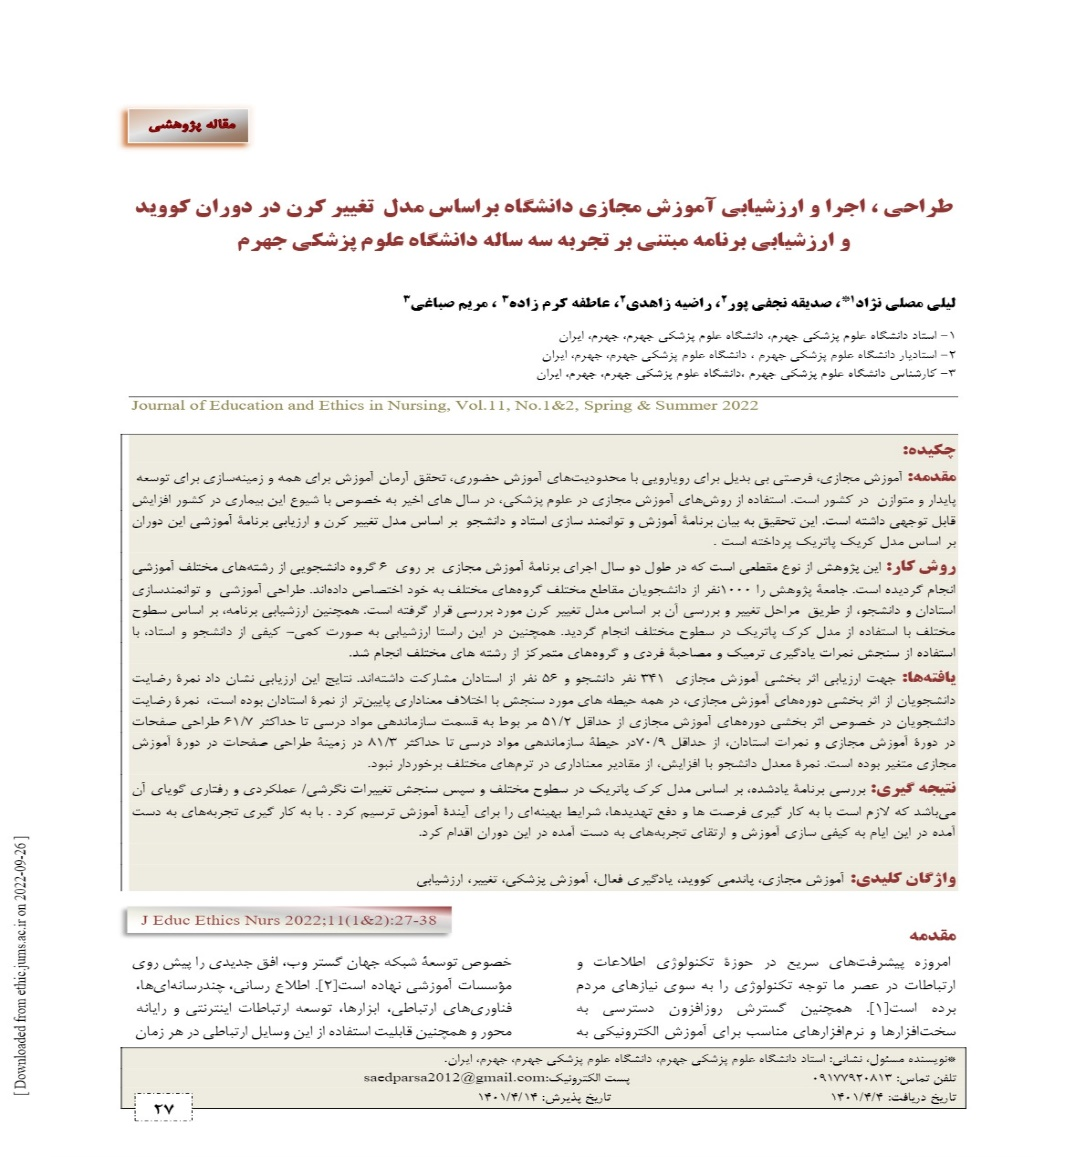 مقاله پژوهشی
طراحی ، اجرا و ارزشیابی آموزش مجازی دانشگاه براساس مدل تغییر کرن در دوران کووید
و ارزشیابی برنامه مبتنی بر تجربه سه ساله دانشگاه علوم پزشکی جهرم
لیلی مصلی نژاد۱*، صدیقه نجفی پور۲، راضیه زاهدی۲، عاطفه کرم زاده۳ ، مریم صباغی۳
۱- استاد دانشگاه علوم پزشکی جهرم، دانشگاه علوم پزشکی جهرم، جهرم، ایران
۲- استادیار دانشگاه علوم پزشکی جهرم ، دانشگاه علوم پزشکی جهرم، جهرم، ایران
۳- کارشناس دانشگاه علوم پزشکی جهرم ،دانشگاه علوم پزشکی جهرم، جهرم، ایران
Journal of Education and Ethics in Nursing, Vol.11, No.1&2, Spring & Summer 2022
چکیده:
مقدمه: آموزش مجازی، فرصتی بی بدیل برای رویارویی با محدودیت‌های آموزش حضوری، تحقق آرمان آموزش برای همه و زمینه‌سازی برای توسعه
پایدار و متوازن در کشور است. استفاده از روش‌های آموزش مجازی در علوم پزشکی، در سال های اخیر به خصوص با شیوع این بیماری در کشور افزایش
قابل توجهی داشته است. این تحقیق به بیان برنامهٔ آموزش و توانمند سازی استاد و دانشجو بر اساس مدل تغییر کرن و ارزیابی برنامهٔ آموزشی این دوران
بر اساس مدل کریک پاتریک پرداخته است .
روش کار: این پژوهش از نوع مقطعی است که در طول دو سال اجرای برنامهٔ آموزش مجازی بر روی ۶ گروه دانشجویی از رشته‌های مختلف آموزشی
انجام گردیده است. جامعهٔ پژوهش را ۱۰۰۰نفر از دانشجویان مقاطع مختلف گروه‌های مختلف به خود اختصاص داده‌اند. طراحی آموزشی و توانمندسازی
استادان و دانشجو، از طریق مراحل تغییر و بررسی آن بر اساس مدل تغییر کرن مورد بررسی قرار گرفته است. همچنین ارزشیابی برنامه، بر اساس سطوح
مختلف با استفاده از مدل کرک پاتریک در سطوح مختلف انجام گردید. همچنین در این راستا ارزشیابی به صورت کمی- کیفی از دانشجو و استاد، با
استفاده از سنجش نمرات یادگیری ترمیک و مصاحبهٔ فردی و گروه‌های متمرکز از رشته های مختلف انجام شد.
یافته‌ها: جهت ارزیابی اثر بخشی آموزش مجازی ۳۴۱ نفر دانشجو و ۵۶ نفر از استادان مشارکت داشته‌اند. نتایج این ارزیابی نشان داد نمرهٔ رضایت
دانشجویان از اثر بخشی دوره‌های آموزش مجازی، در همه حیطه های مورد سنجش با اختلاف معناداری پایین‌تر از نمرهٔ استادان بوده است، نمرهٔ رضایت
دانشجویان در خصوص اثر بخشی دوره‌های آموزش مجازی از حداقل ۵۱/۲ مر بوط به قسمت سازماندهی مواد درسی تا حداکثر ۶۱/۷ طراحی صفحات
در دورهٔ آموزش مجازی و نمرات استادان، از حداقل ۷۰/۹در حیطهٔ سازماندهی مواد درسی تا حداکثر ۸۱/۳ در زمینهٔ طراحی صفحات در دورهٔ آموزش
مجازی متغیر بوده است. نمرهٔ معدل دانشجو با افزایش، از مقادیر معناداری در ترم‌های مختلف برخوردار نبود.
نتیجه گیری: بررسی برنامهٔ یادشده، بر اساس مدل کرک پاتریک در سطوح مختلف و سپس سنجش تغییرات نگرشی/ عملکردی و رفتاری گویای آن
می‌باشد که لازم است با به کار گیری فرصت ها و دفع تهدیدها، شرایط بهینه‌ای را برای آیندهٔ آموزش ترسیم کرد . با به کار گیری تجربه‌های به دست
آمده در این ایام به کیفی سازی آموزش و ارتقای تجربه‌های به دست آمده در این دوران اقدام کرد.
واژگان کلیدی: آموزش مجازی، پاندمی کووید، یادگیری فعال، آموزش پزشکی، تغییر، ارزشیابی
J Educ Ethics Nurs 2022;11(1&2):27-38
مقدمه
امروزه پیشرفت‌های سریع در حوزهٔ تکنولوژی اطلاعات و
ارتباطات در عصر ما توجه تکنولوژی را به سوی نیازهای مردم
برده است[۱]. همچنین گسترش روزافزون دسترسی به
سخت‌افزارها و نرم‌افزارهای مناسب برای آموزش الکترونیکی به
خصوص توسعهٔ شبکه جهان گستر وب، افق جدیدی را پیش روی
مؤسسات آموزشی نهاده است[۲]. اطلاع رسانی، چندرسانه‌ای‌ها،
فناوری‌های ارتباطی، ابزارها، توسعه ارتباطات اینترنتی و رایانه
محور و همچنین قابلیت استفاده از این وسایل ارتباطی در هر زمان
*نویسنده مسئول، نشانی: استاد دانشگاه علوم پزشکی جهرم، دانشگاه علوم پزشکی جهرم، جهرم، ایران.
تلفن تماس: ۰۹۱۷۷۹۲۰۸۱۳ پست الکترونیک:saedparsa2012@gmail.com
تاریخ دریافت: ۱۴۰۱/۴/۴ تاریخ پذیرش: ۱۴۰۱/۴/۱۴
۲۷
[ Downloaded from ethic.jums.ac.ir on 2022-09-26 ]